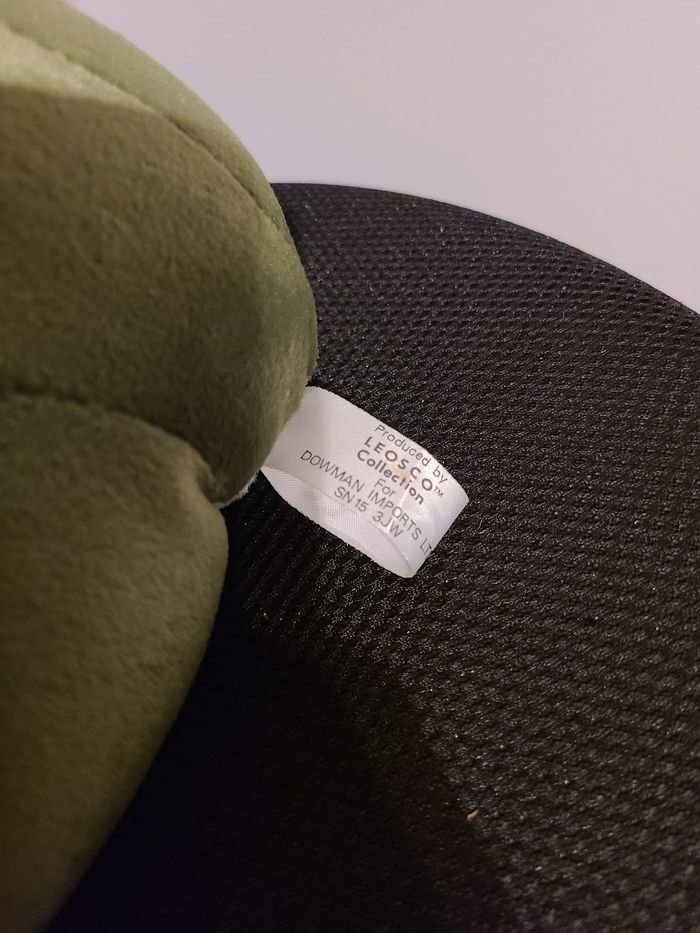 Produced by
LEOSCO™
Collection
For
DOWMAN IMPORTS LT
SN15 3JW